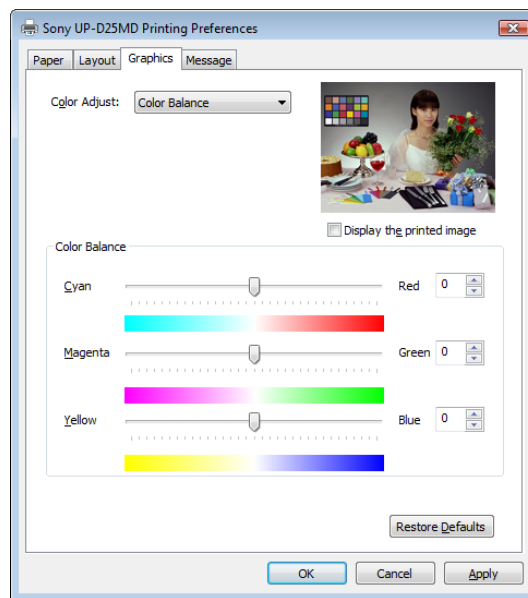 Sony UP-D25MD Printing Preferences
Paper Layout Graphics Message
Color Adjust: Color Balance
Display the printed image
Color Balance
Cyan Red 0
Magenta Green 0
Yellow Blue 0
Restore Defaults
OK Cancel Apply